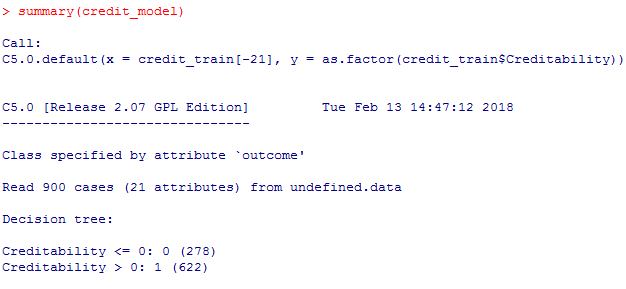 > summary(credit_model)
Call:
C5.0.default(x = credit_train[-21], y = as.factor(credit_train$Creditability))
C5.0 [Release 2.07 GPL Edition]         Tue Feb 13 14:47:12 2018
-------------------------------
Class specified by attribute `outcome'
Read 900 cases (21 attributes) from undefined.data
Decision tree:
Creditability <= 0: 0 (278)
Creditability > 0: 1 (622)